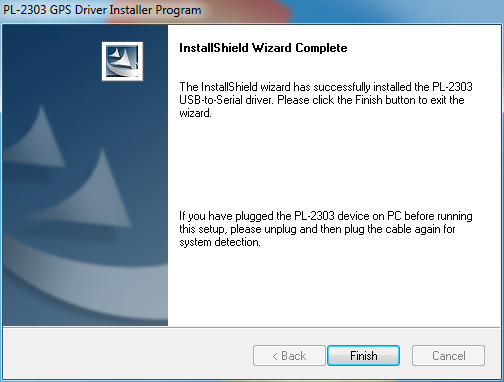 PL-2303 GPS Driver Installer Program
InstallShield Wizard Complete
The InstallShield wizard has successfully installed the PL-2303
USB-to-Serial driver. Please click the Finish button to exit the
wizard.
If you have plugged the PL-2303 device on PC before running
this setup, please unplug and then plug the cable again for
system detection.
< Back
Finish
Cancel